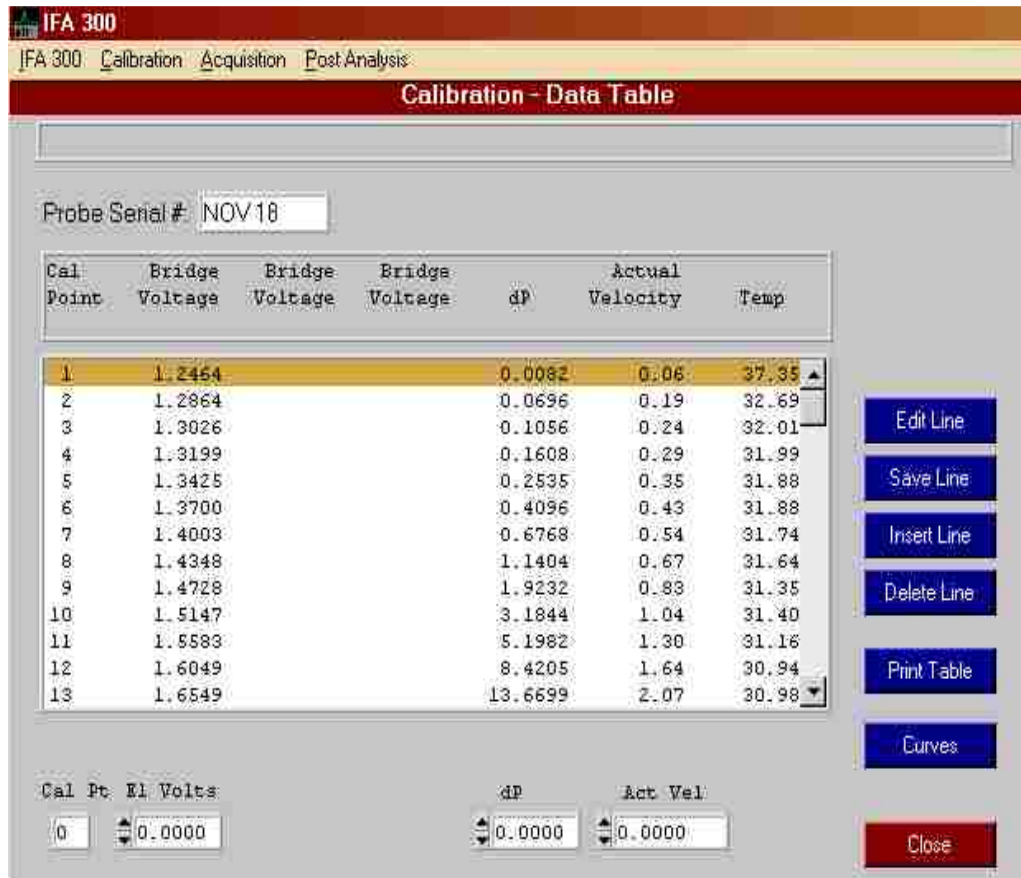 IFA 300
IFA 300 Calibration Acquisition Post Analysis
Calibration - Data Table
Probe Serial # NOV 18
Cal Bridge Bridge Bridge Actual
Point Voltage Voltage Voltage dP Velocity Temp
1 1.2464 0.0082 0.06 37.35
2 1.2864 0.0696 0.19 32.69
3 1.3026 0.1056 0.24 32.01
4 1.3199 0.1608 0.29 31.99
5 1.3425 0.2535 0.35 31.88
6 1.3700 0.4096 0.43 31.88
7 1.4003 0.6768 0.54 31.74
8 1.4348 1.1404 0.67 31.64
9 1.4728 1.9232 0.83 31.35
10 1.5147 3.1844 1.04 31.40
11 1.5583 5.1982 1.30 31.16
12 1.6049 8.4205 1.64 30.94
13 1.6549 13.6699 2.07 30.98
Edit Line
Save Line
Insert Line
Delete Line
Print Table
Curves
Cal Pt El Volts dP Act Vel
0 0.0000 0.0000 0.0000
Close